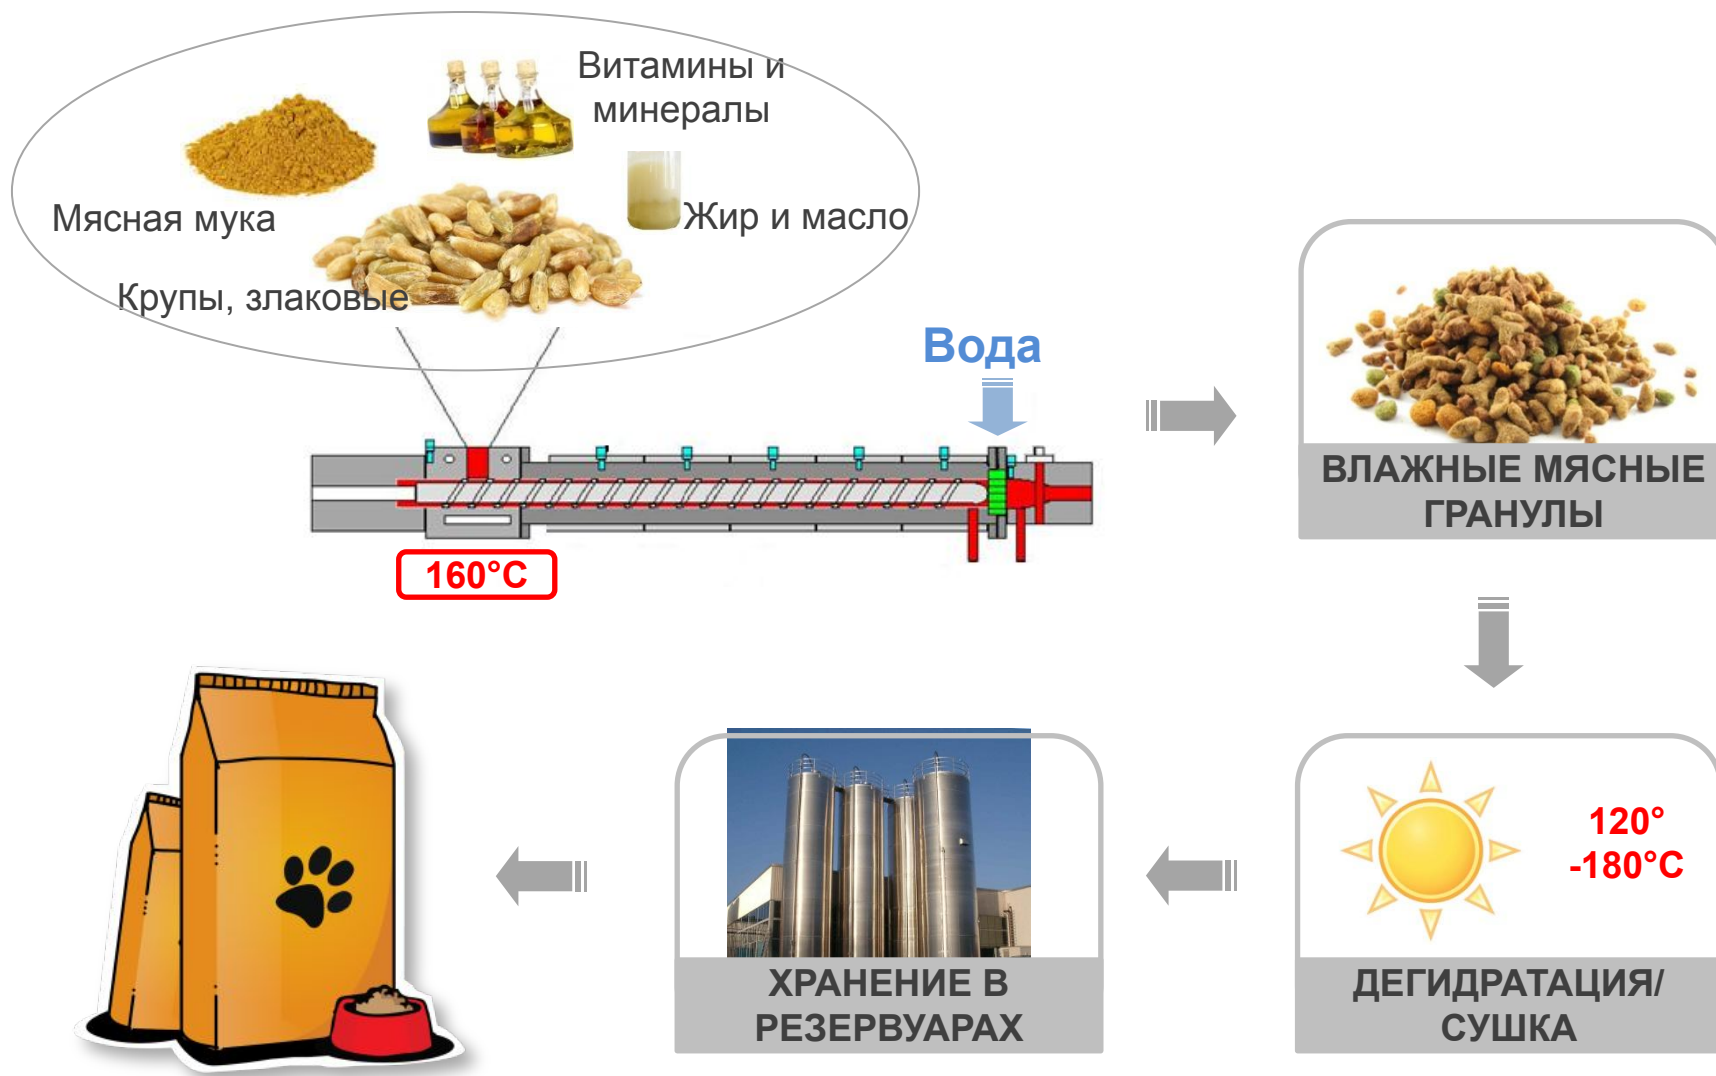 Витамины и
минералы
Мясная мука
Жир и масло
Крупы, злаковые
Вода
160°C
ВЛАЖНЫЕ МЯСНЫЕ
ГРАНУЛЫ
120°
-180°C
ДЕГИДРАТАЦИЯ/
СУШКА
ХРАНЕНИЕ В
РЕЗЕРВУАРАХ